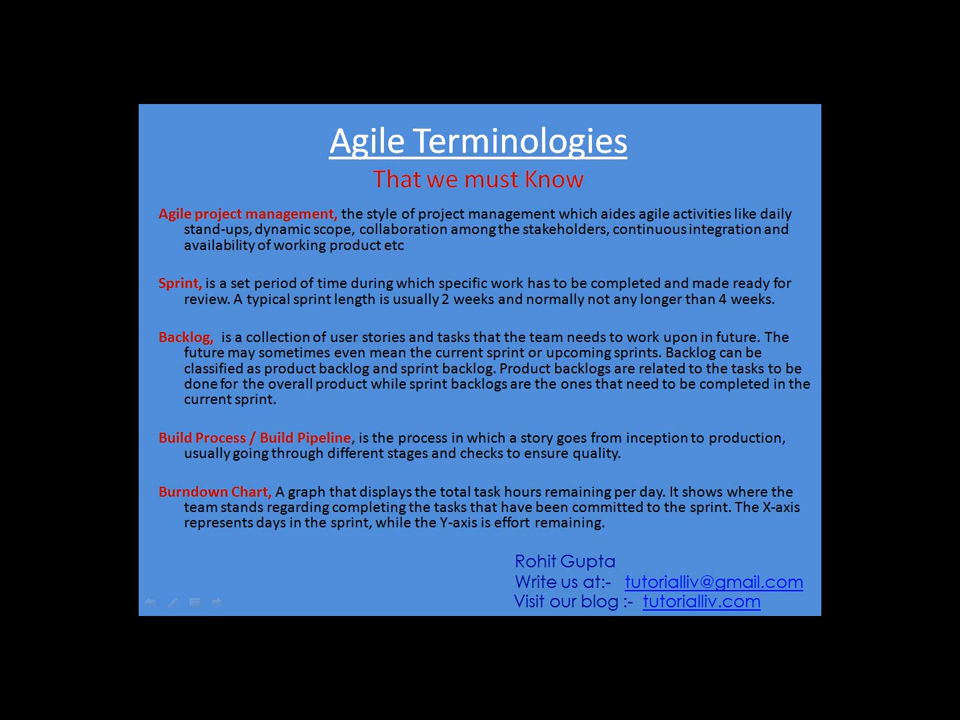 Agile Terminologies
That we must Know
Agile project management, the style of project management which aides agile activities like daily
stand-ups, dynamic scope, collaboration among the stakeholders, continuous integration and
availability of working product etc
Sprint, is a set period of time during which specific work has to be completed and made ready for
review. A typical sprint length is usually 2 weeks and normally not any longer than 4 weeks.
Backlog, is a collection of user stories and tasks that the team needs to work upon in future. The
future may sometimes even mean the current sprint or upcoming sprints. Backlog can be
classified as product backlog and sprint backlog. Product backlogs are related to the tasks to be
done for the overall product while sprint backlogs are the ones that need to be completed in the
current sprint.
Build Process / Build Pipeline, is the process in which a story goes from inception to production,
usually going through different stages and checks to ensure quality.
Burndown Chart, A graph that displays the total task hours remaining per day. It shows where the
team stands regarding completing the tasks that have been committed to the sprint. The X-axis
represents days in the sprint, while the Y-axis is effort remaining.
Rohit Gupta
Write us at:- tutorialliv@gmail.com
Visit our blog :- tutorialliv.com